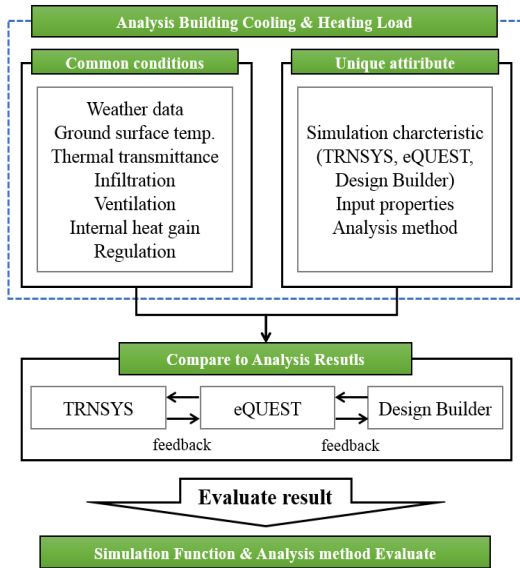 Analysis Building Cooling & Heating Load
Common conditions
Weather data
Ground surface temp.
Thermal transmittance
Infiltration
Ventilation
Internal heat gain
Regulation
Unique attiribute
Simulation charcteristic
(TRNSYS, eQUEST,
Design Builder)
Input properties
Analysis method
Compare to Analysis Resutls
TRNSYS
eQUEST
Design Builder
feedback
feedback
Evaluate result
Simulation Function & Analysis method Evaluate